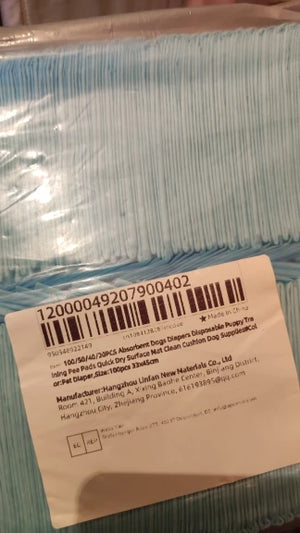 12000049207900402
★ Made in China
Item: 100/50/40/20PCS Absorbent Dogs Diapers Disposable Puppy Tra
ining Pee Pads Quick Dry Surface Mat Clean Cushion Dog Supplies#Col
or:Pet Diaper,Size:100pcs 33x45cm
Manufacturer:Hangzhou Linfan New Materials Co., Ltd
Room 421, Building A, Xixing Baohe Center, Binjiang District,
Hangzhou City, Zhejiang Province,
EC REP